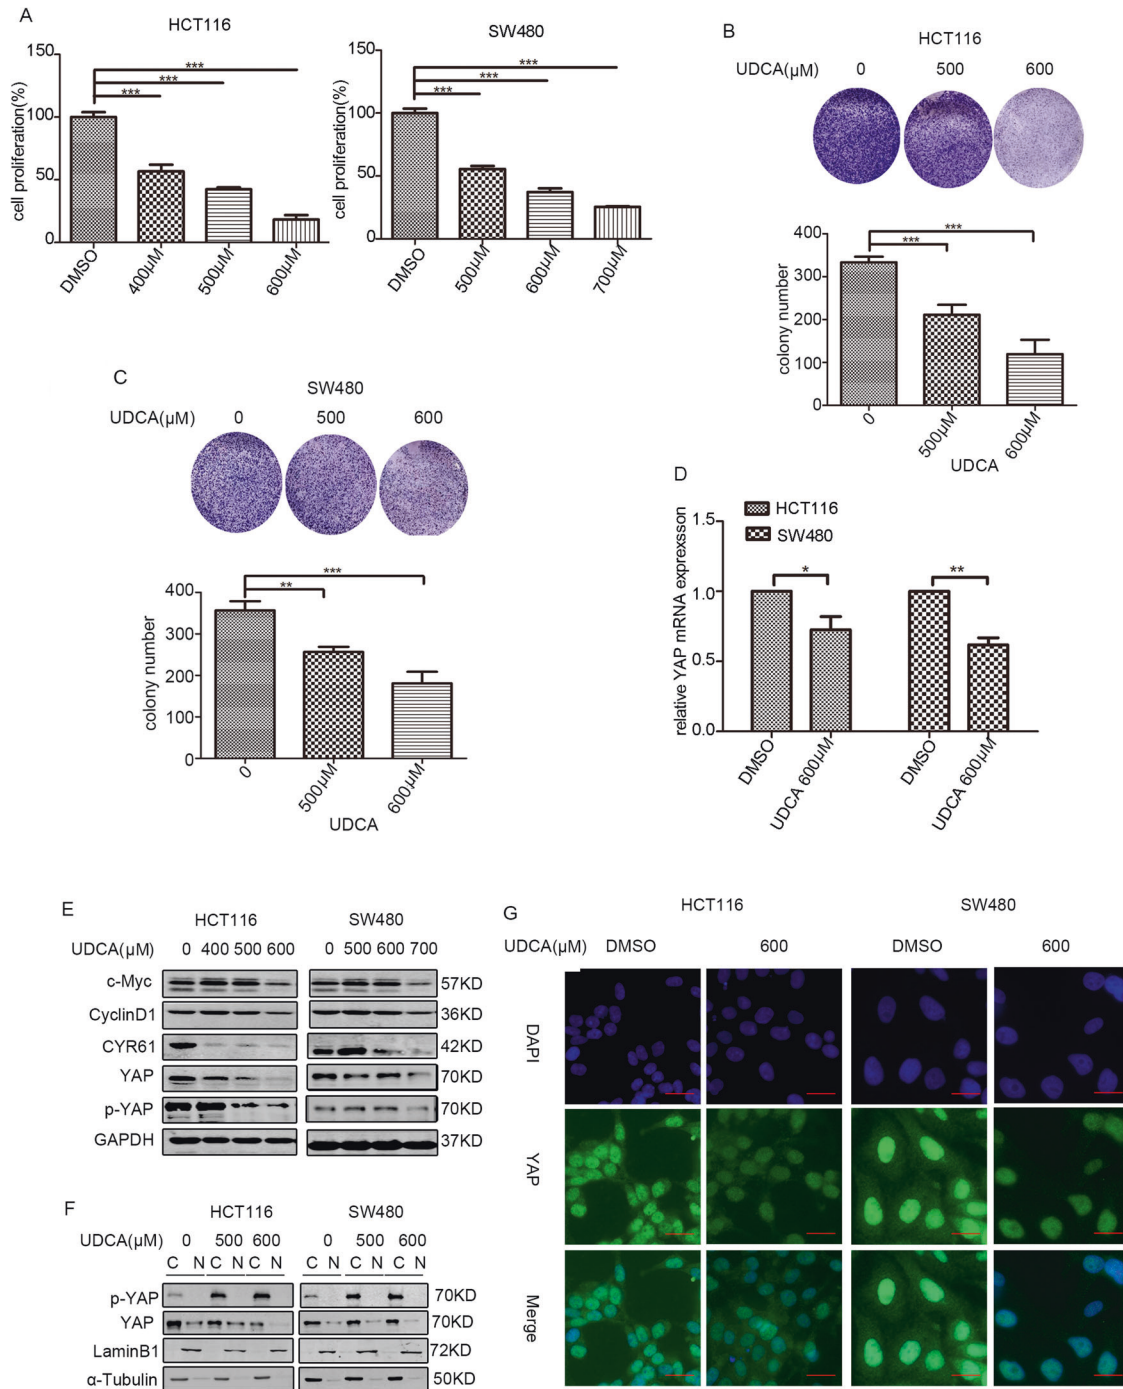 A
HCT116
SW480
cell proliferation(%)
150
100
50
0
***
***
***
DMSO
400μM
500μM
600μM
cell proliferation(%)
150
100
50
0
***
***
***
DMSO
500μM
600μM
700μM
B
HCT116
UDCA(μM) 0 500 600
colony number
400
300
200
100
0
***
***
0
500μM
600μM
UDCA
C
SW480
UDCA(μM) 0 500 600
colony number
400
300
200
100
0
***
**
0
500μM
600μM
UDCA
D
HCT116
SW480
relative YAP mRNA exprexsson
1.5
1.0
0.5
0.0
*
**
DMSO
UDCA 600μM
DMSO
UDCA 600μM
E
HCT116 SW480
UDCA(μM) 0 400 500 600 0 500 600 700
c-Myc 57KD
CyclinD1 36KD
CYR61 42KD
YAP 70KD
p-YAP 70KD
GAPDH 37KD
F
HCT116 SW480
UDCA(μM) 0 500 600 0 500 600
C N C N C N C N C N C N
p-YAP 70KD
YAP 70KD
LaminB1 72KD
α-Tubulin 50KD
G
HCT116 SW480
UDCA(μM) DMSO 600 DMSO 600
DAPI
YAP
Merge